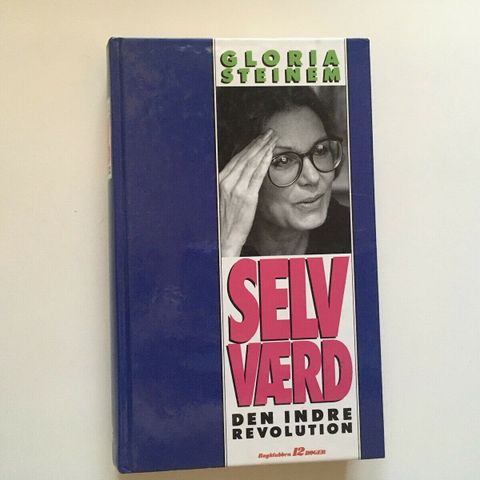 GLORIA
STEINEM
SELV
VÆRD
DEN INDRE
REVOLUTION
Bogklubben 12 BØGER